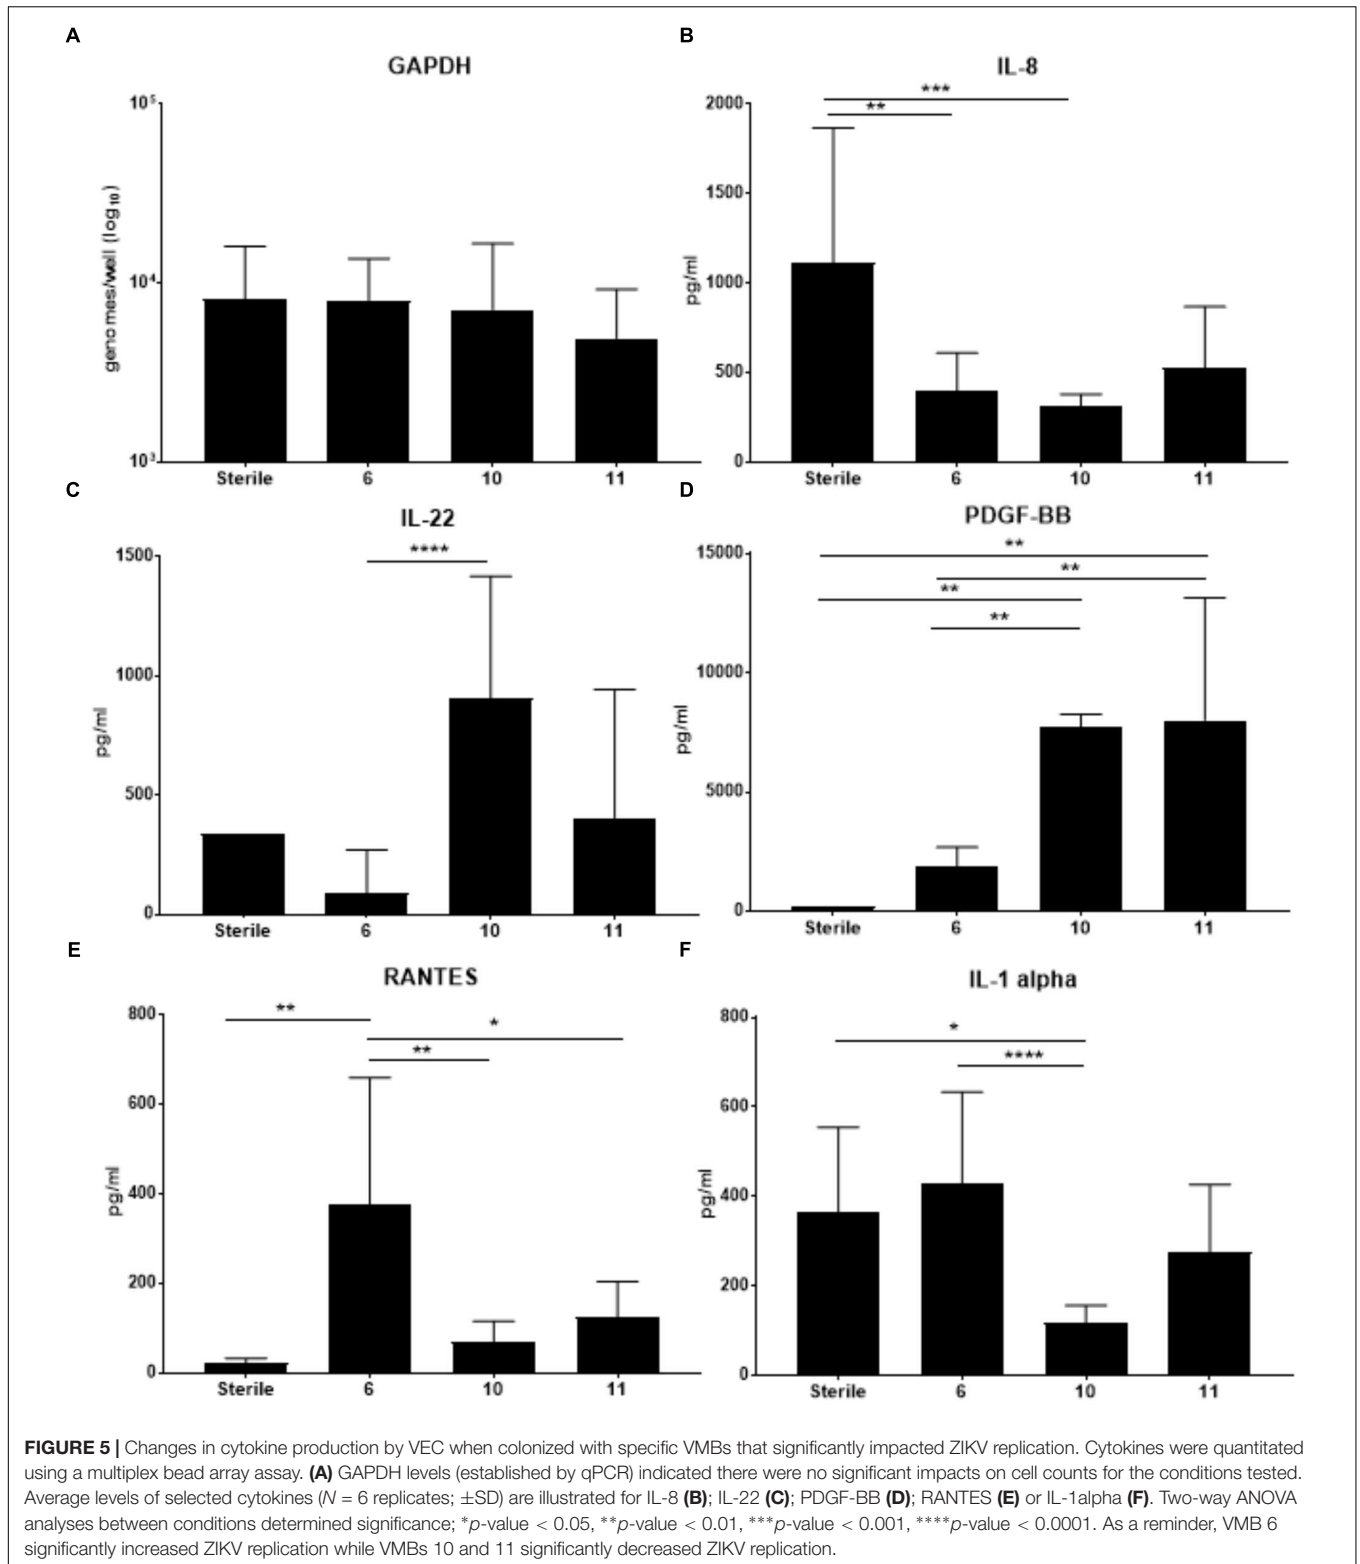 A
GAPDH
10⁵
10⁴
10³
genomes/well (log₁₀)
Sterile 6 10 11
B
IL-8
***
**
2000
1500
1000
500
0
pg/ml
Sterile 6 10 11
C
IL-22
****
1500
1000
500
0
pg/ml
Sterile 6 10 11
D
PDGF-BB
**
**
**
**
15000
10000
5000
0
pg/ml
Sterile 6 10 11
E
RANTES
**
*
**
800
600
400
200
0
pg/ml
Sterile 6 10 11
F
IL-1 alpha
*
****
800
600
400
200
0
pg/ml
Sterile 6 10 11
FIGURE 5 | Changes in cytokine production by VEC when colonized with specific VMBs that significantly impacted ZIKV replication. Cytokines were quantitated
using a multiplex bead array assay. (A) GAPDH levels (established by qPCR) indicated there were no significant impacts on cell counts for the conditions tested.
Average levels of selected cytokines (N = 6 replicates; ±SD) are illustrated for IL-8 (B); IL-22 (C); PDGF-BB (D); RANTES (E) or IL-1alpha (F). Two-way ANOVA
analyses between conditions determined significance; *p-value < 0.05, **p-value < 0.01, ***p-value < 0.001, ****p-value < 0.0001. As a reminder, VMB 6
significantly increased ZIKV replication while VMBs 10 and 11 significantly decreased ZIKV replication.